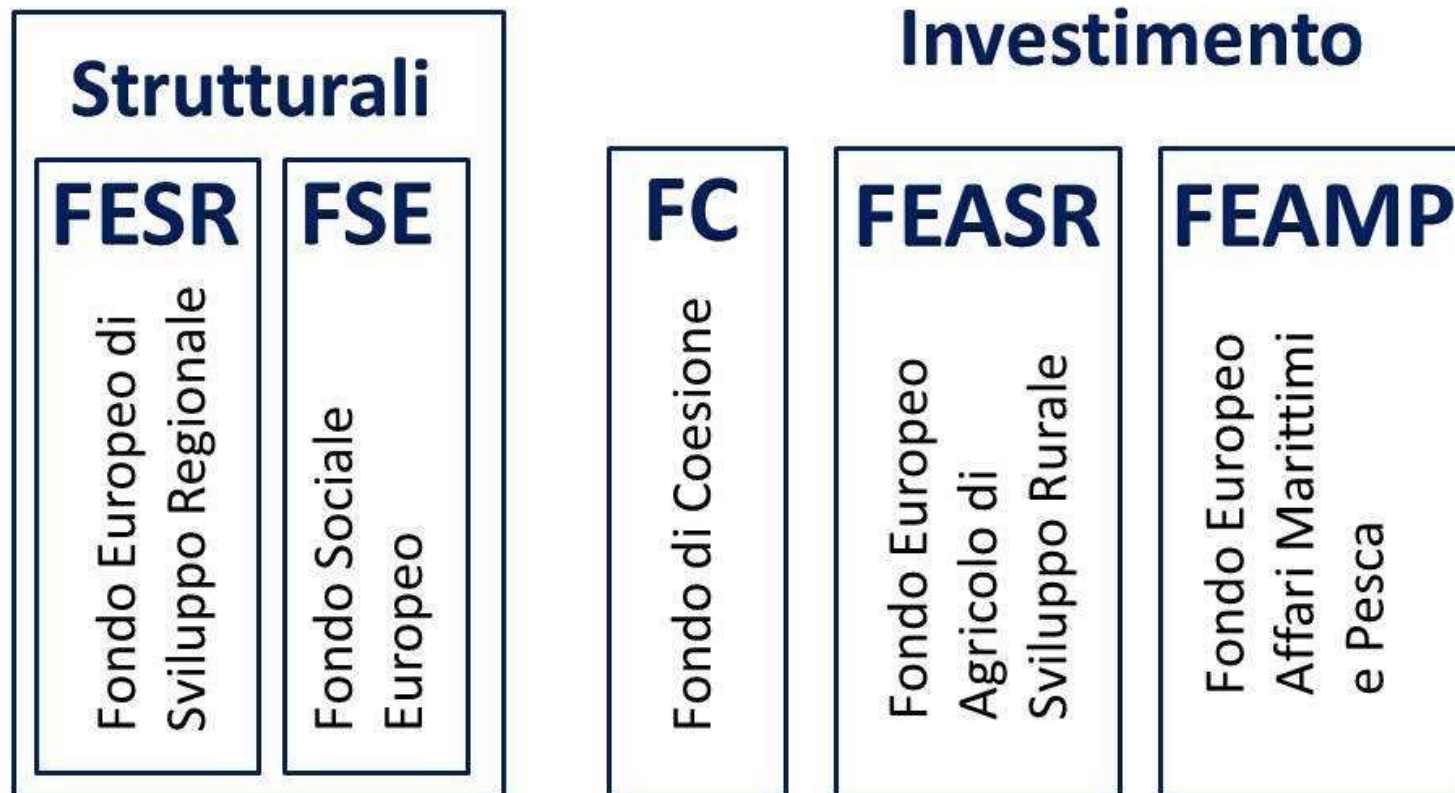 Strutturali
FESR
Fondo Europeo di
Sviluppo Regionale
FSE
Fondo Sociale
Europeo
Investimento
FC
Fondo di Coesione
FEASR
Fondo Europeo
Agricolo di
Sviluppo Rurale
FEAMP
Fondo Europeo
Affari Marittimi
e Pesca